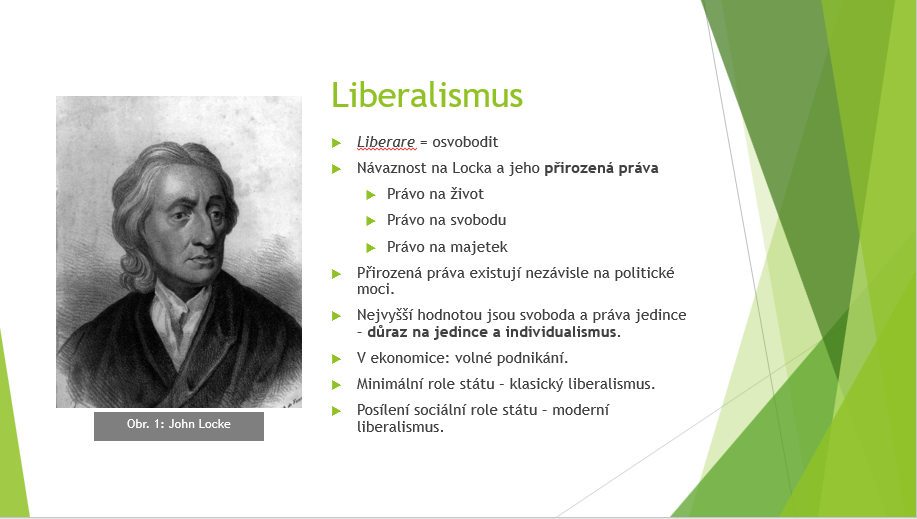 Liberalismus
Liberare = osvobodit
Návaznost na Locka a jeho přirozená práva
Právo na život
Právo na svobodu
Právo na majetek
Přirozená práva existují nezávisle na politické
moci.
Nejvyšší hodnotou jsou svoboda a práva jedince
– důraz na jedince a individualismus.
V ekonomice: volné podnikání.
Minimální role státu – klasický liberalismus.
Posílení sociální role státu – moderní
liberalismus.
Obr. 1: John Locke